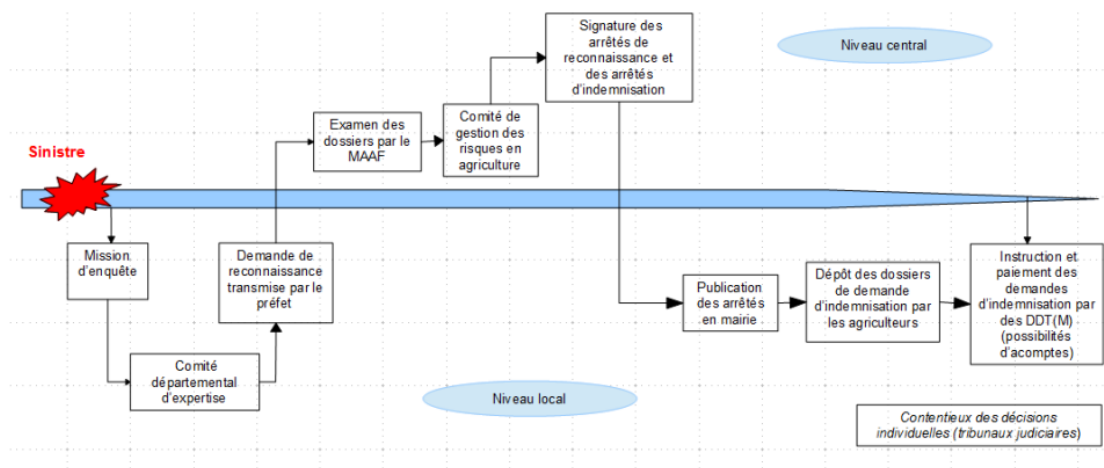 Signature des
arrêtés de
reconnaissance et
des arrêtés
d'indemnisation
Niveau central
Examen des
dossiers par le
MAAF
Comité de
gestion des
risques en
agriculture
Sinistre
Mission
d'enquête
Demande de
reconnaissance
transmise par le
préfet
Comité
départemental
d'expertise
Publication
des arrêtés
en mairie
Dépôt des dossiers
de demande
d'indemnisation par
les agriculteurs
Instruction et
paiement des
demandes
d'indemnisation par
des DDT(M)
(possibilités
d'acomptes)
Niveau local
Contentieux des décisions
individuelles (tribunaux judiciaires)